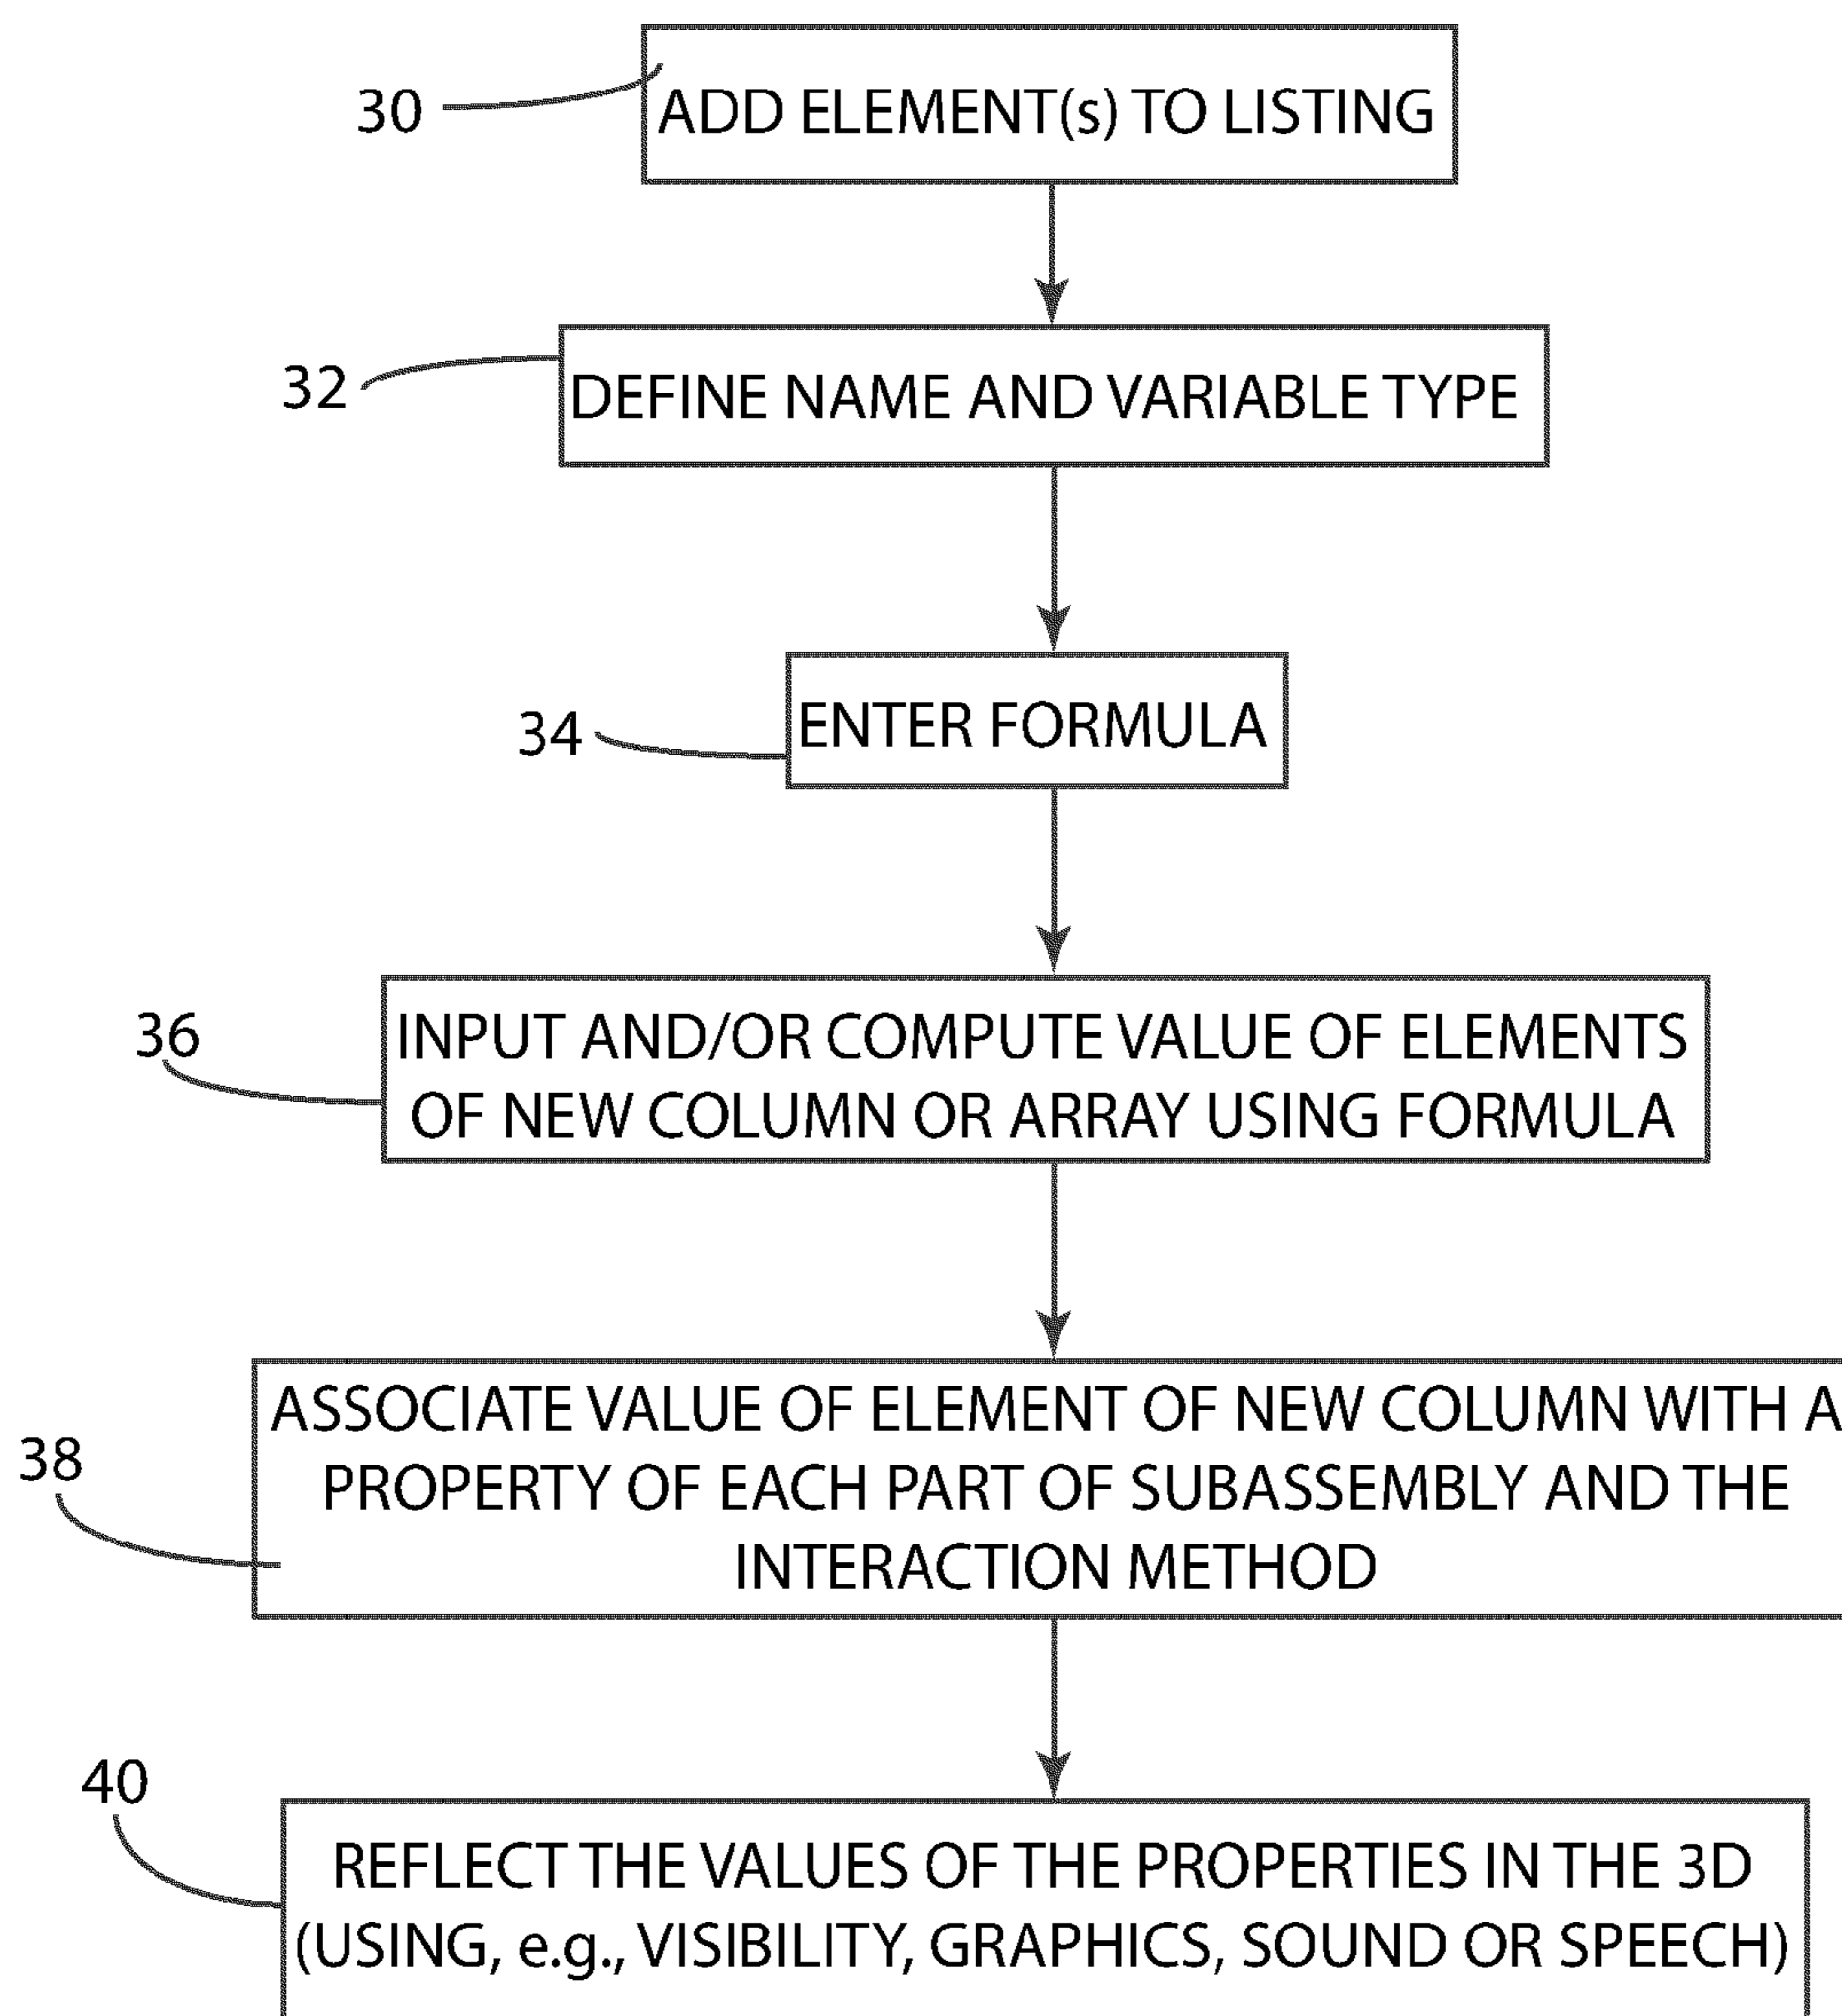 30
ADD ELEMENT(s) TO LISTING
32
DEFINE NAME AND VARIABLE TYPE
34
ENTER FORMULA
36
INPUT AND/OR COMPUTE VALUE OF ELEMENTS
OF NEW COLUMN OR ARRAY USING FORMULA
38
ASSOCIATE VALUE OF ELEMENT OF NEW COLUMN WITH A
PROPERTY OF EACH PART OF SUBASSEMBLY AND THE
INTERACTION METHOD
40
REFLECT THE VALUES OF THE PROPERTIES IN THE 3D
(USING, e.g., VISIBILITY, GRAPHICS, SOUND OR SPEECH)